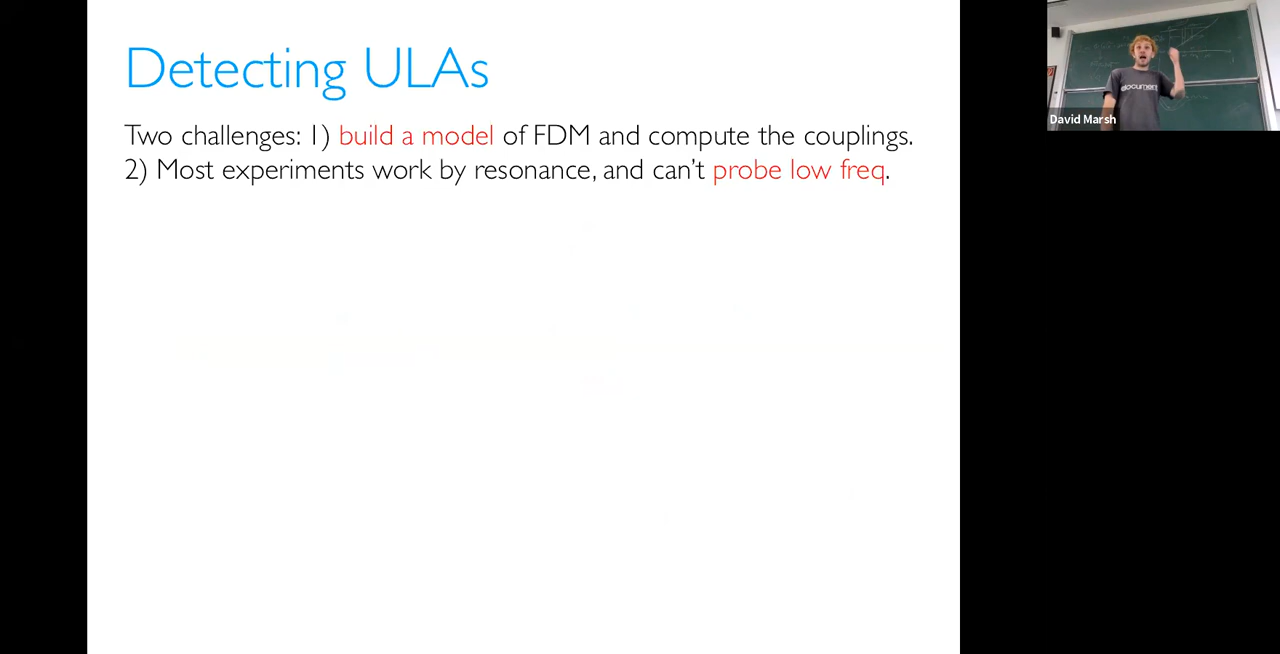 Detecting ULAs
Two challenges: 1) build a model of FDM and compute the couplings.
2) Most experiments work by resonance, and can't probe low freq.
document
David Marsh